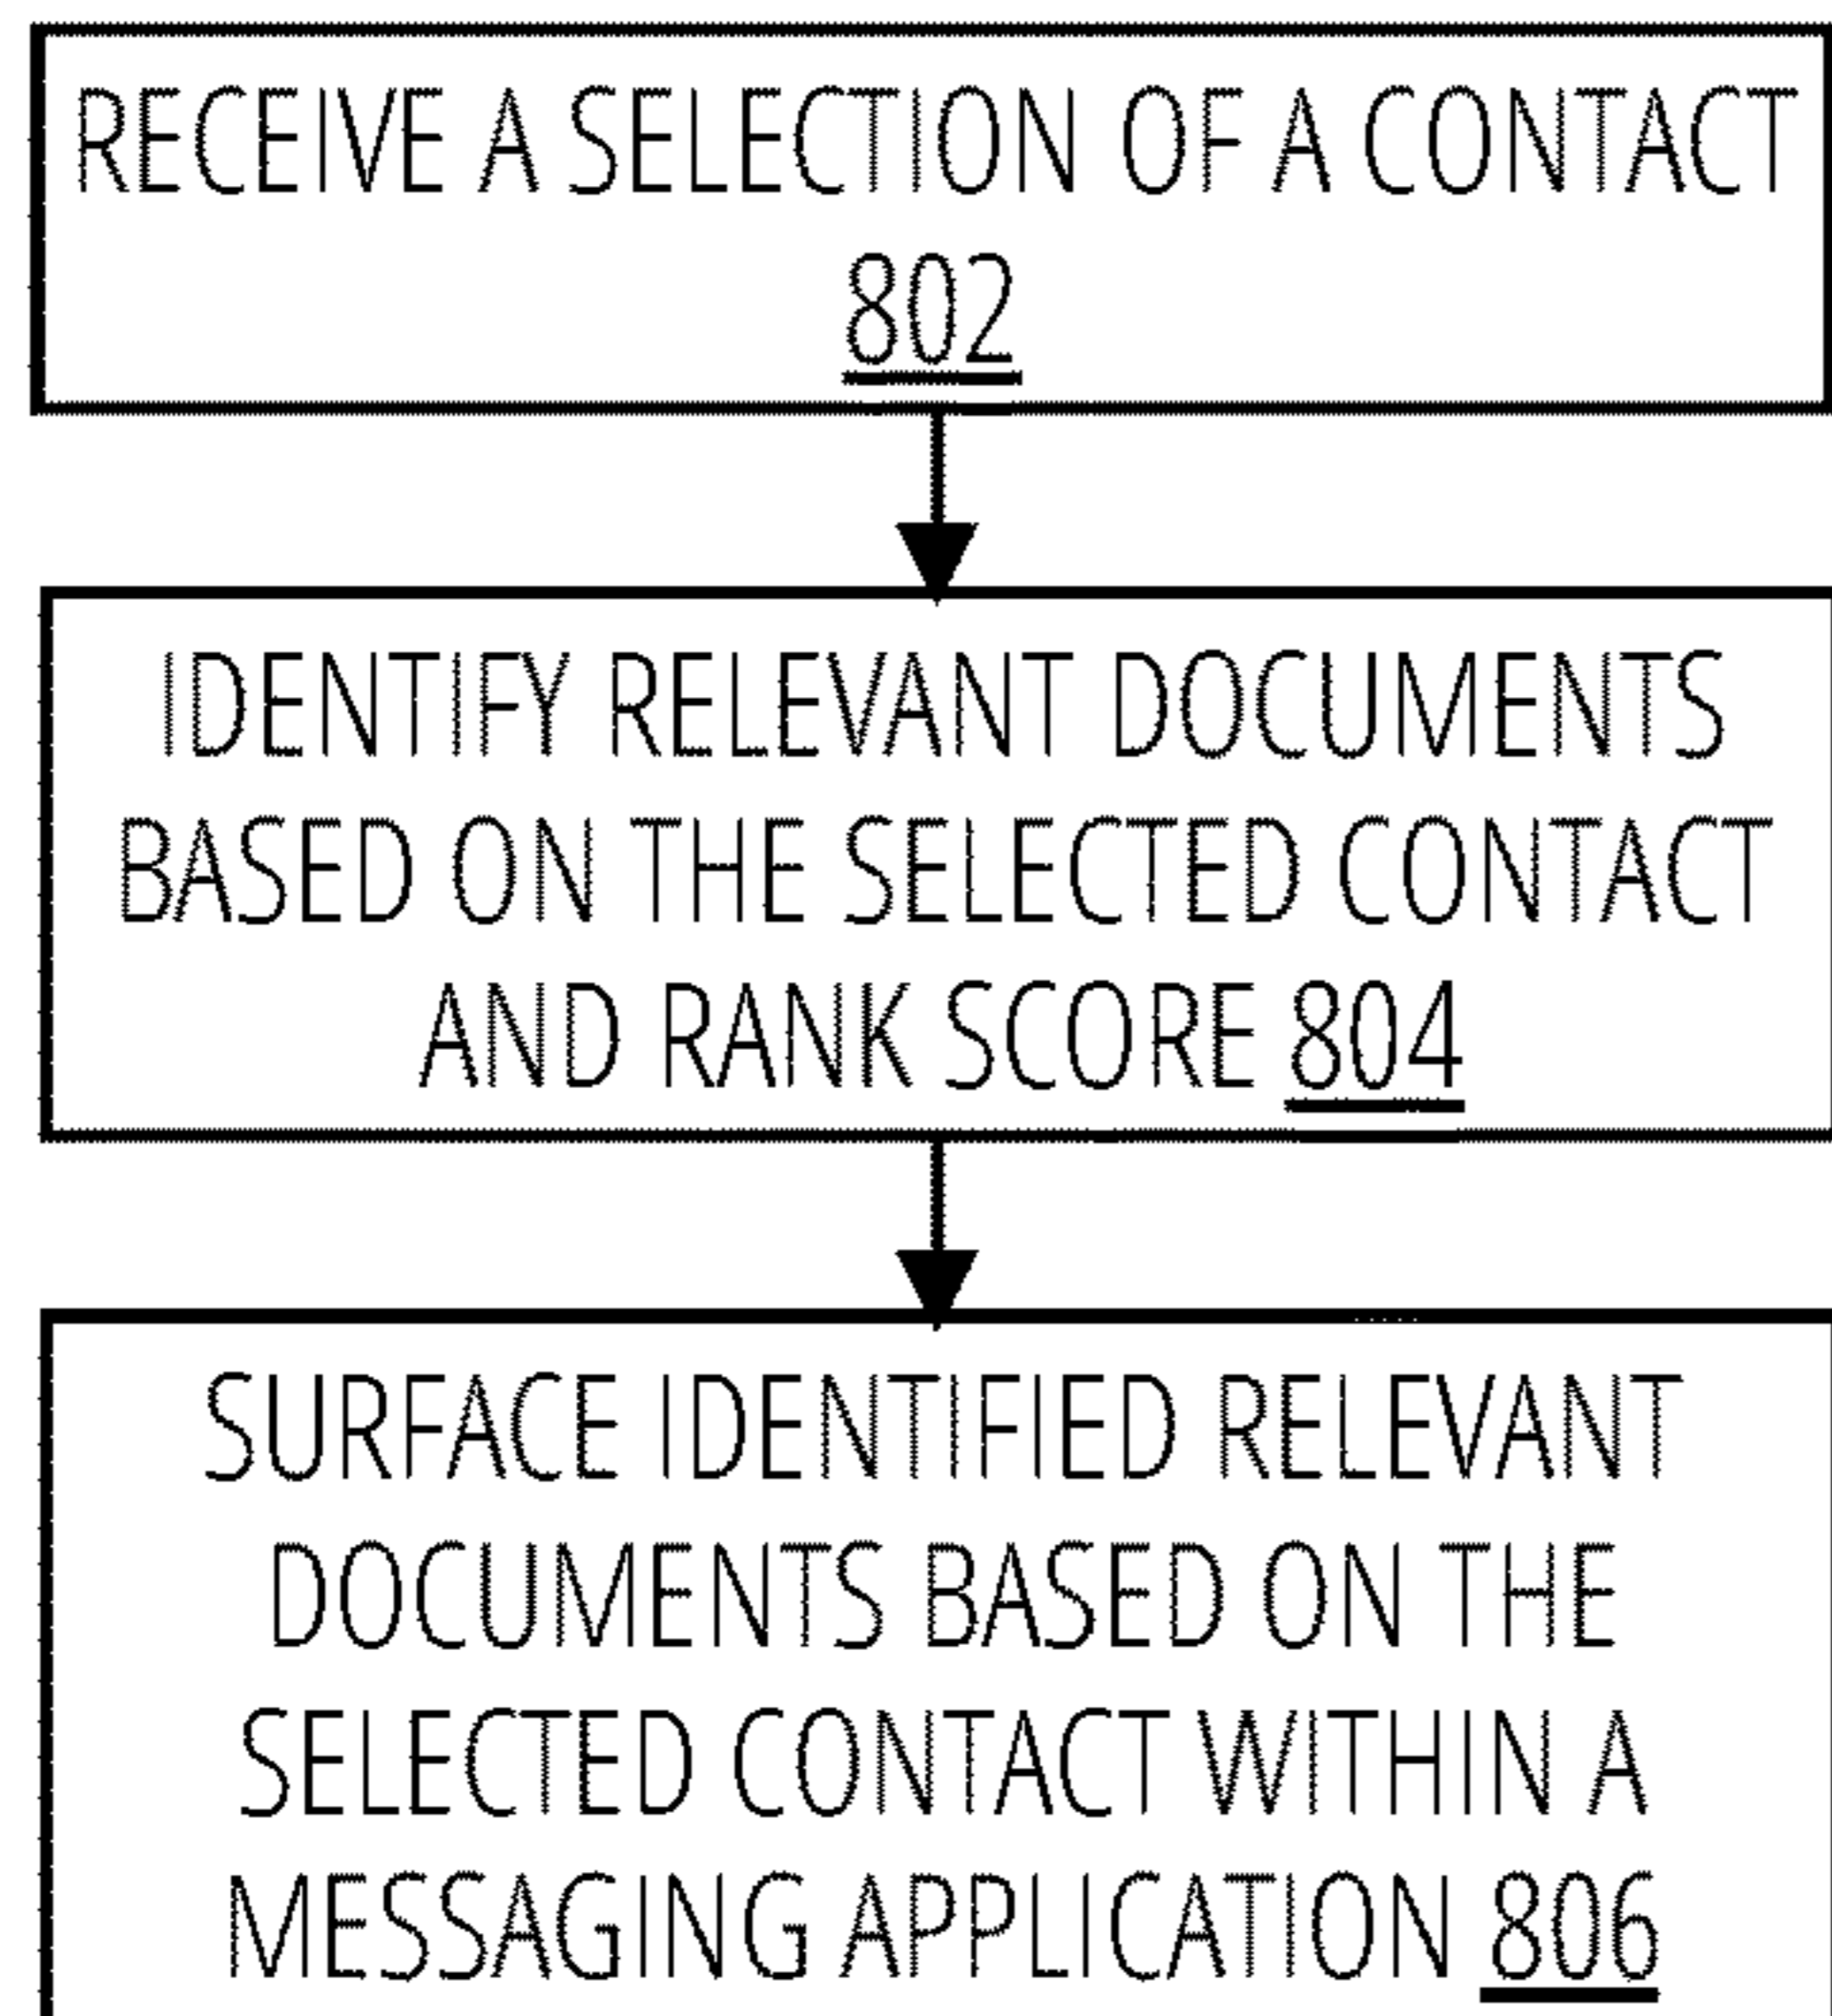 RECEIVE A SELECTION OF A CONTACT
802
IDENTIFY RELEVANT DOCUMENTS
BASED ON THE SELECTED CONTACT
AND RANK SCORE 804
SURFACE IDENTIFIED RELEVANT
DOCUMENTS BASED ON THE
SELECTED CONTACT WITHIN A
MESSAGING APPLICATION 806